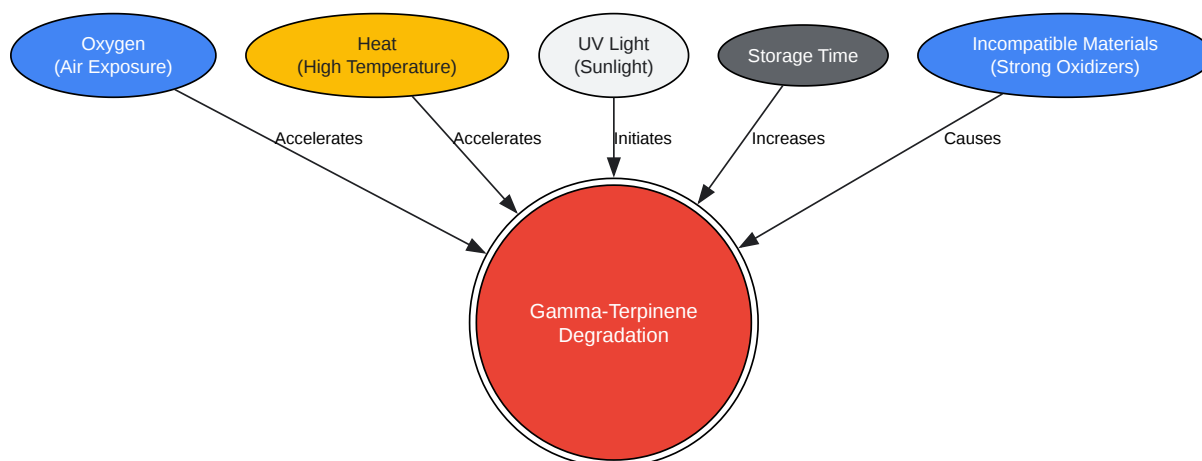 Oxygen
(Air Exposure)
Heat
(High Temperature)
UV Light
(Sunlight)
Storage Time
Incompatible Materials
(Strong Oxidizers)
Accelerates
Accelerates
Initiates
Increases
Causes
Gamma-Terpinene
Degradation